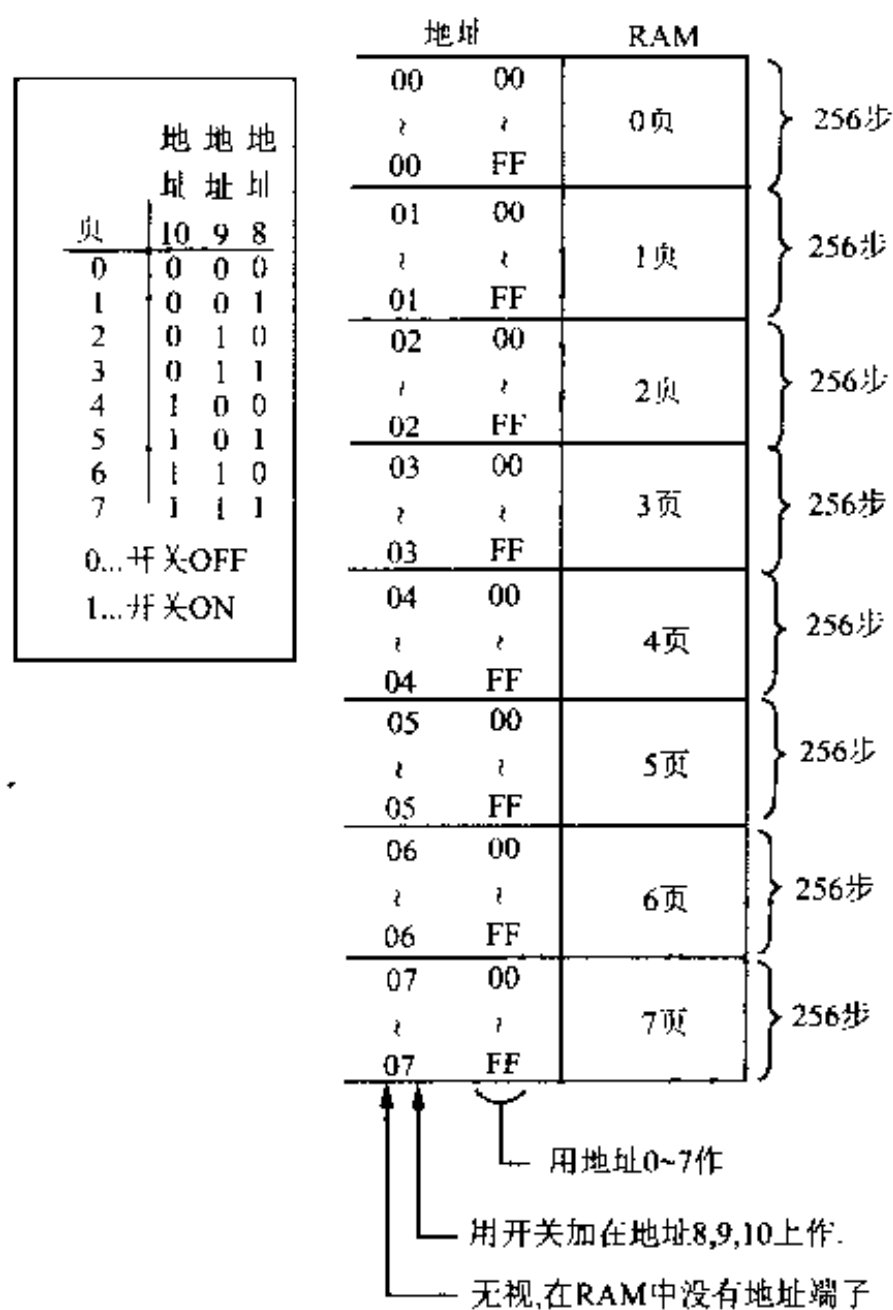 地 地 地
址 址 址
页 10 9 8
0 0 0 0
1 0 0 1
2 0 1 0
3 0 1 1
4 1 0 0
5 1 0 1
6 1 1 0
7 1 1 1
0...开关OFF
1...开关ON
地址 RAM
00 00
~ ~
00 FF
0页
256步
01 00
~ ~
01 FF
1页
256步
02 00
~ ~
02 FF
2页
256步
03 00
~ ~
03 FF
3页
256步
04 00
~ ~
04 FF
4页
256步
05 00
~ ~
05 FF
5页
256步
06 00
~ ~
06 FF
6页
256步
07 00
~ ~
07 FF
7页
256步
用地址0~7作
用开关加在地址8,9,10上作.
无视,在RAM中没有地址端子